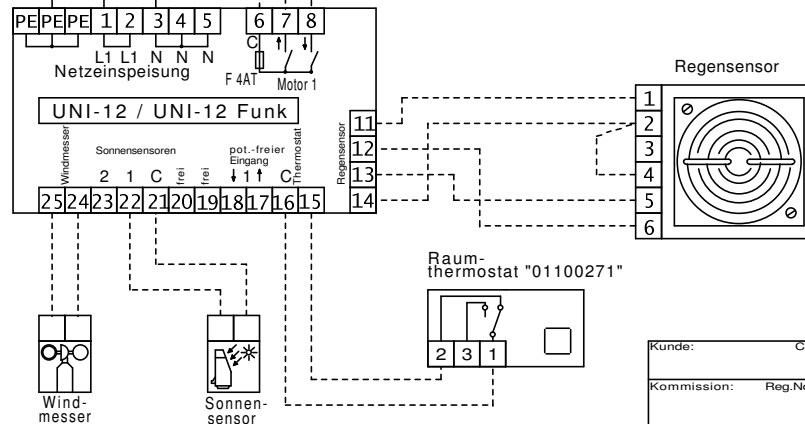 PE PE PE 1 2 3 4 5 6 7 8
L1 L1 N N N
C
Netzeinspeisung
F 4AT
Motor 1
Regensensor
UNI-12 / UNI-12 Funk
Windmesser
Sonnensensoren
pot.-freier
Eingang
2 1 C frei frei 1 C Thermostat
Regensensor
11
12
13
14
25 24 23 22 21 20 19 18 17 16 15
1
2
3
4
5
6
Raum-
thermostat "01100271"
2 3 1
Wind-
messer
Sonnen-
sensor
Kunde: C
Kommission: Reg.No